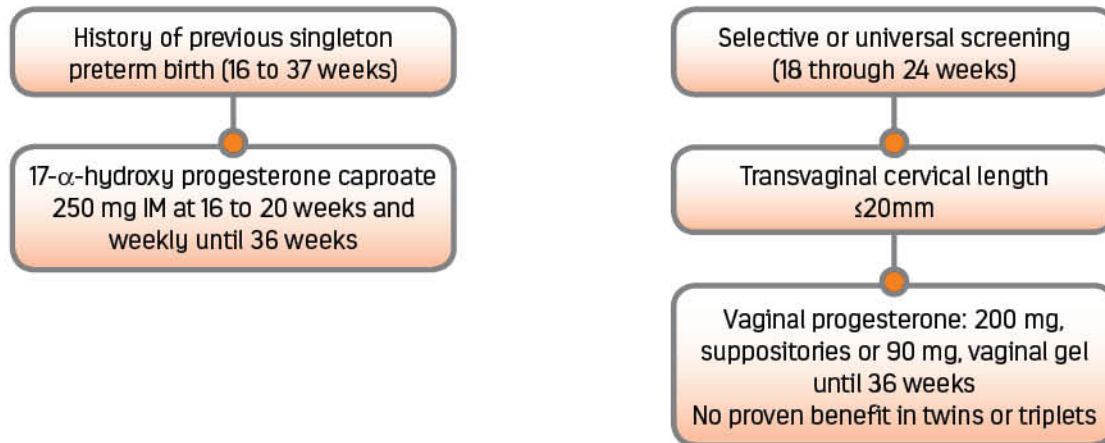 History of previous singleton
preterm birth (16 to 37 weeks)
17-α-hydroxy progesterone caproate
250 mg IM at 16 to 20 weeks and
weekly until 36 weeks
Selective or universal screening
(18 through 24 weeks)
Transvaginal cervical length
≤20mm
Vaginal progesterone: 200 mg,
suppositories or 90 mg, vaginal gel
until 36 weeks
No proven benefit in twins or triplets